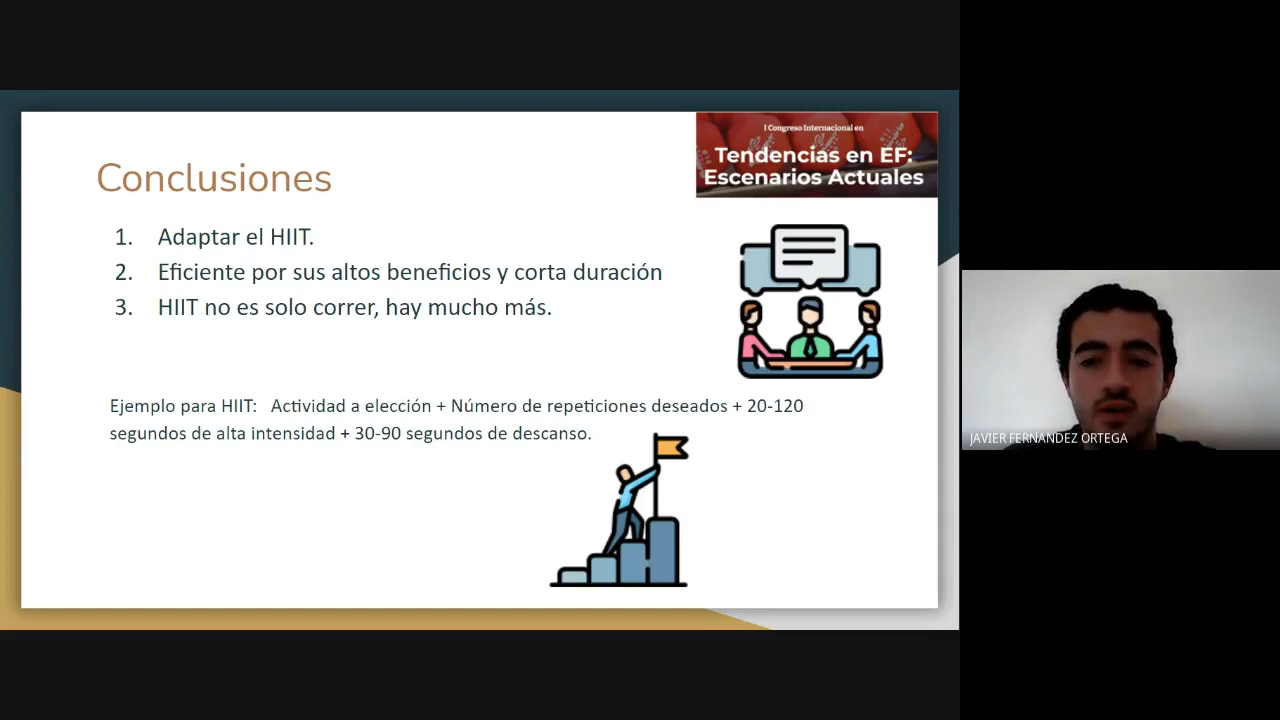 I Congreso Internacional en
Tendencias en EF:
Escenarios Actuales
Conclusiones
1. Adaptar el HIIT.
2. Eficiente por sus altos beneficios y corta duración
3. HIIT no es solo correr, hay mucho más.
Ejemplo para HIIT: Actividad a elección + Número de repeticiones deseados + 20-120
segundos de alta intensidad + 30-90 segundos de descanso.
JAVIER FERNANDEZ ORTEGA